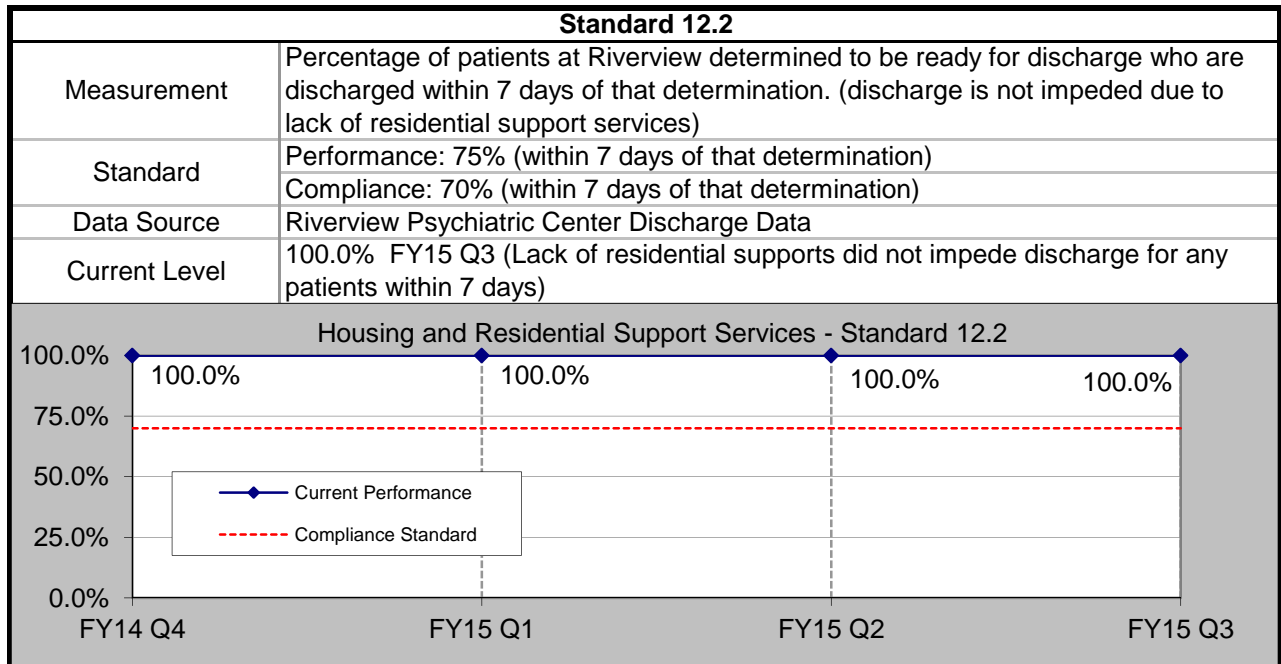 Standard 12.2
Measurement
Percentage of patients at Riverview determined to be ready for discharge who are
discharged within 7 days of that determination. (discharge is not impeded due to
lack of residential support services)
Standard
Performance: 75% (within 7 days of that determination)
Compliance: 70% (within 7 days of that determination)
Data Source
Riverview Psychiatric Center Discharge Data
Current Level
100.0%  FY15 Q3 (Lack of residential supports did not impede discharge for any
patients within 7 days)
Housing and Residential Support Services - Standard 12.2
100.0%
75.0%
50.0%
25.0%
0.0%
100.0%
100.0%
100.0%
100.0%
Current Performance
Compliance Standard
FY14 Q4
FY15 Q1
FY15 Q2
FY15 Q3